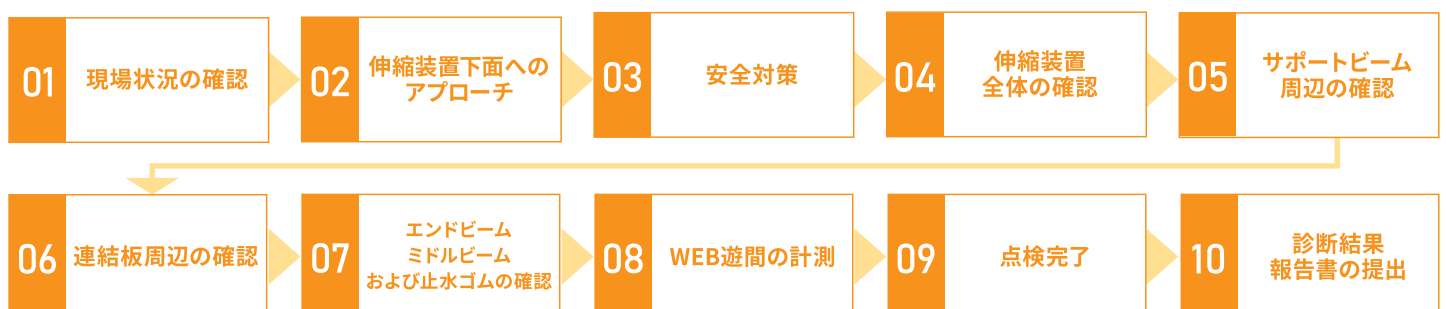 01
現場状況の確認
02
伸縮装置下面への
アプローチ
03
安全対策
04
伸縮装置
全体の確認
05
サポートビーム
周辺の確認
06
連結板周辺の確認
07
エンドビーム
ミドルビーム
および止水ゴムの確認
08
WEB遊間の計測
09
点検完了
10
診断結果
報告書の提出